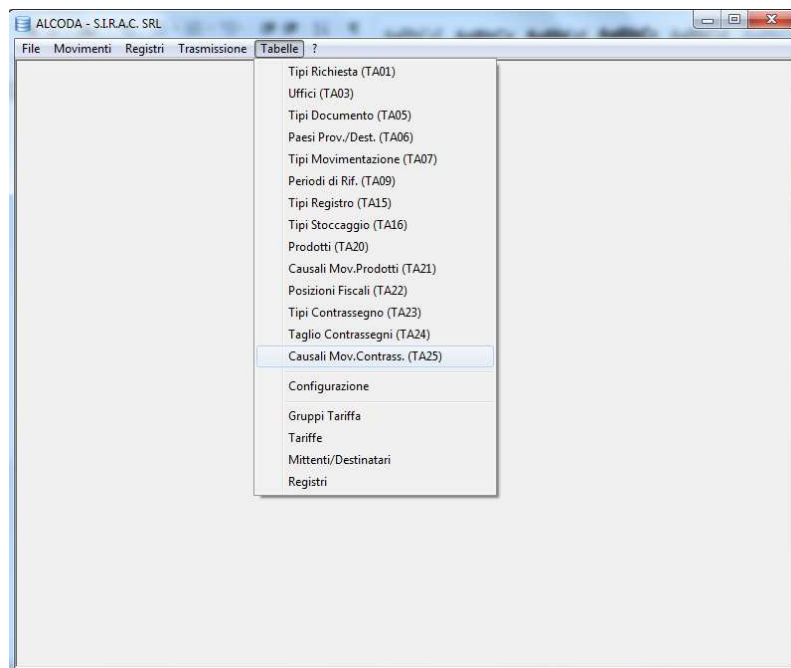 ALCODA - S.I.R.A.C. SRL
File Movimenti Registri Trasmissione Tabelle ?
Tipi Richiesta (TA01)
Uffici (TA03)
Tipi Documento (TA05)
Paesi Prov./Dest. (TA06)
Tipi Movimentazione (TA07)
Periodi di Rif. (TA09)
Tipi Registro (TA15)
Tipi Stoccaggio (TA16)
Prodotti (TA20)
Causali Mov.Prodotti (TA21)
Posizioni Fiscali (TA22)
Tipi Contrassegno (TA23)
Taglio Contrassegni (TA24)
Causali Mov.Contrass. (TA25)
Configurazione
Gruppi Tariffa
Tariffe
Mittenti/Destinatari
Registri